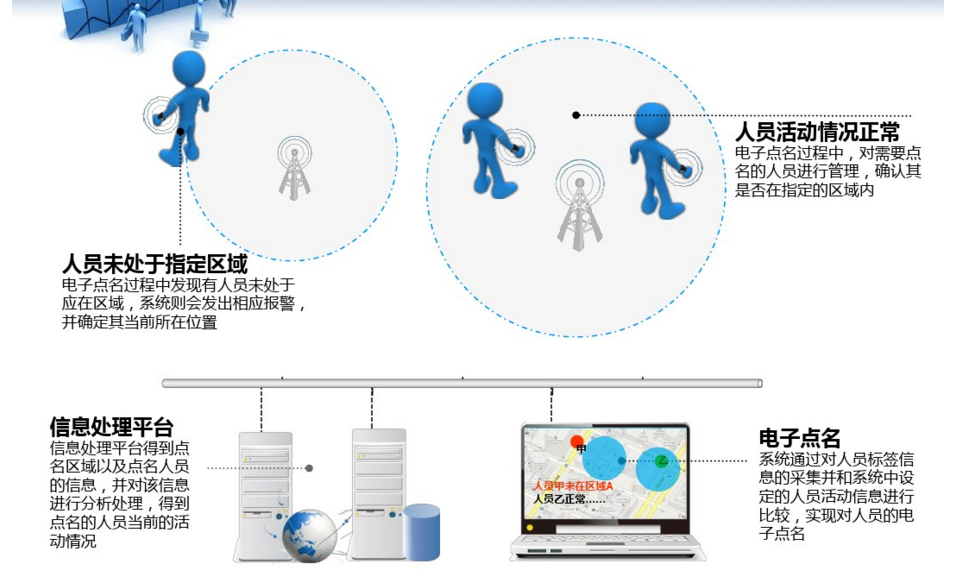 人员活动情况正常
电子点名过程中，对需要点
名的人员进行管理，确认其
是否在指定的区域内
人员未处于指定区域
电子点名过程中发现有人员未处于
应在区域，系统则会发出相应报警，
并确定其当前所在位置
信息处理平台
信息处理平台得到点
名区域以及点名人员
的信息，并对该信息
进行分析处理，得到
点名的人员当前的活
动情况
甲
乙
人员甲未在区域A
人员乙正常......
电子点名
系统通过对人员标签信
息的采集并和系统中设
定的人员活动信息进行
比较，实现对人员的电
子点名